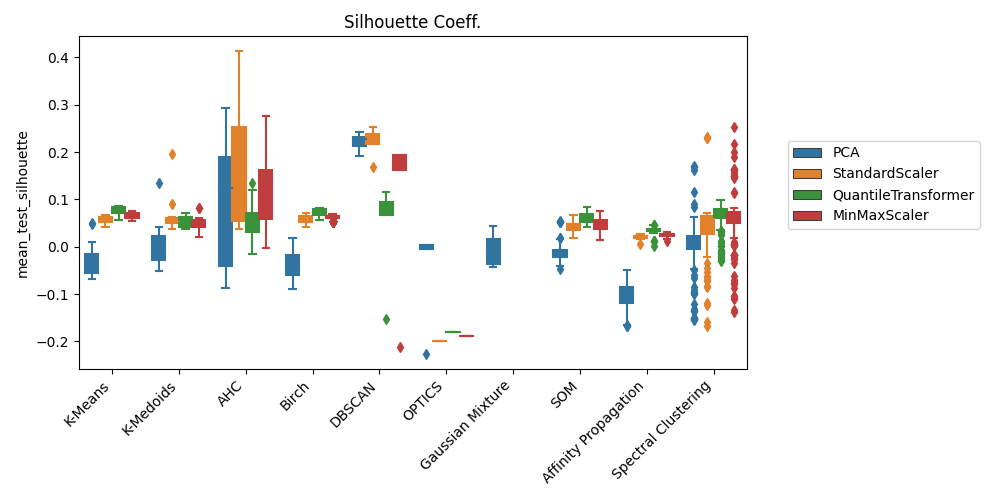 Silhouette Coeff.
mean_test_silhouette
0.4
0.3
0.2
0.1
0.0
−0.1
−0.2
K-Means
K-Medoids
AHC
Birch
DBSCAN
OPTICS
Gaussian Mixture
SOM
Affinity Propagation
Spectral Clustering
PCA
StandardScaler
QuantileTransformer
MinMaxScaler